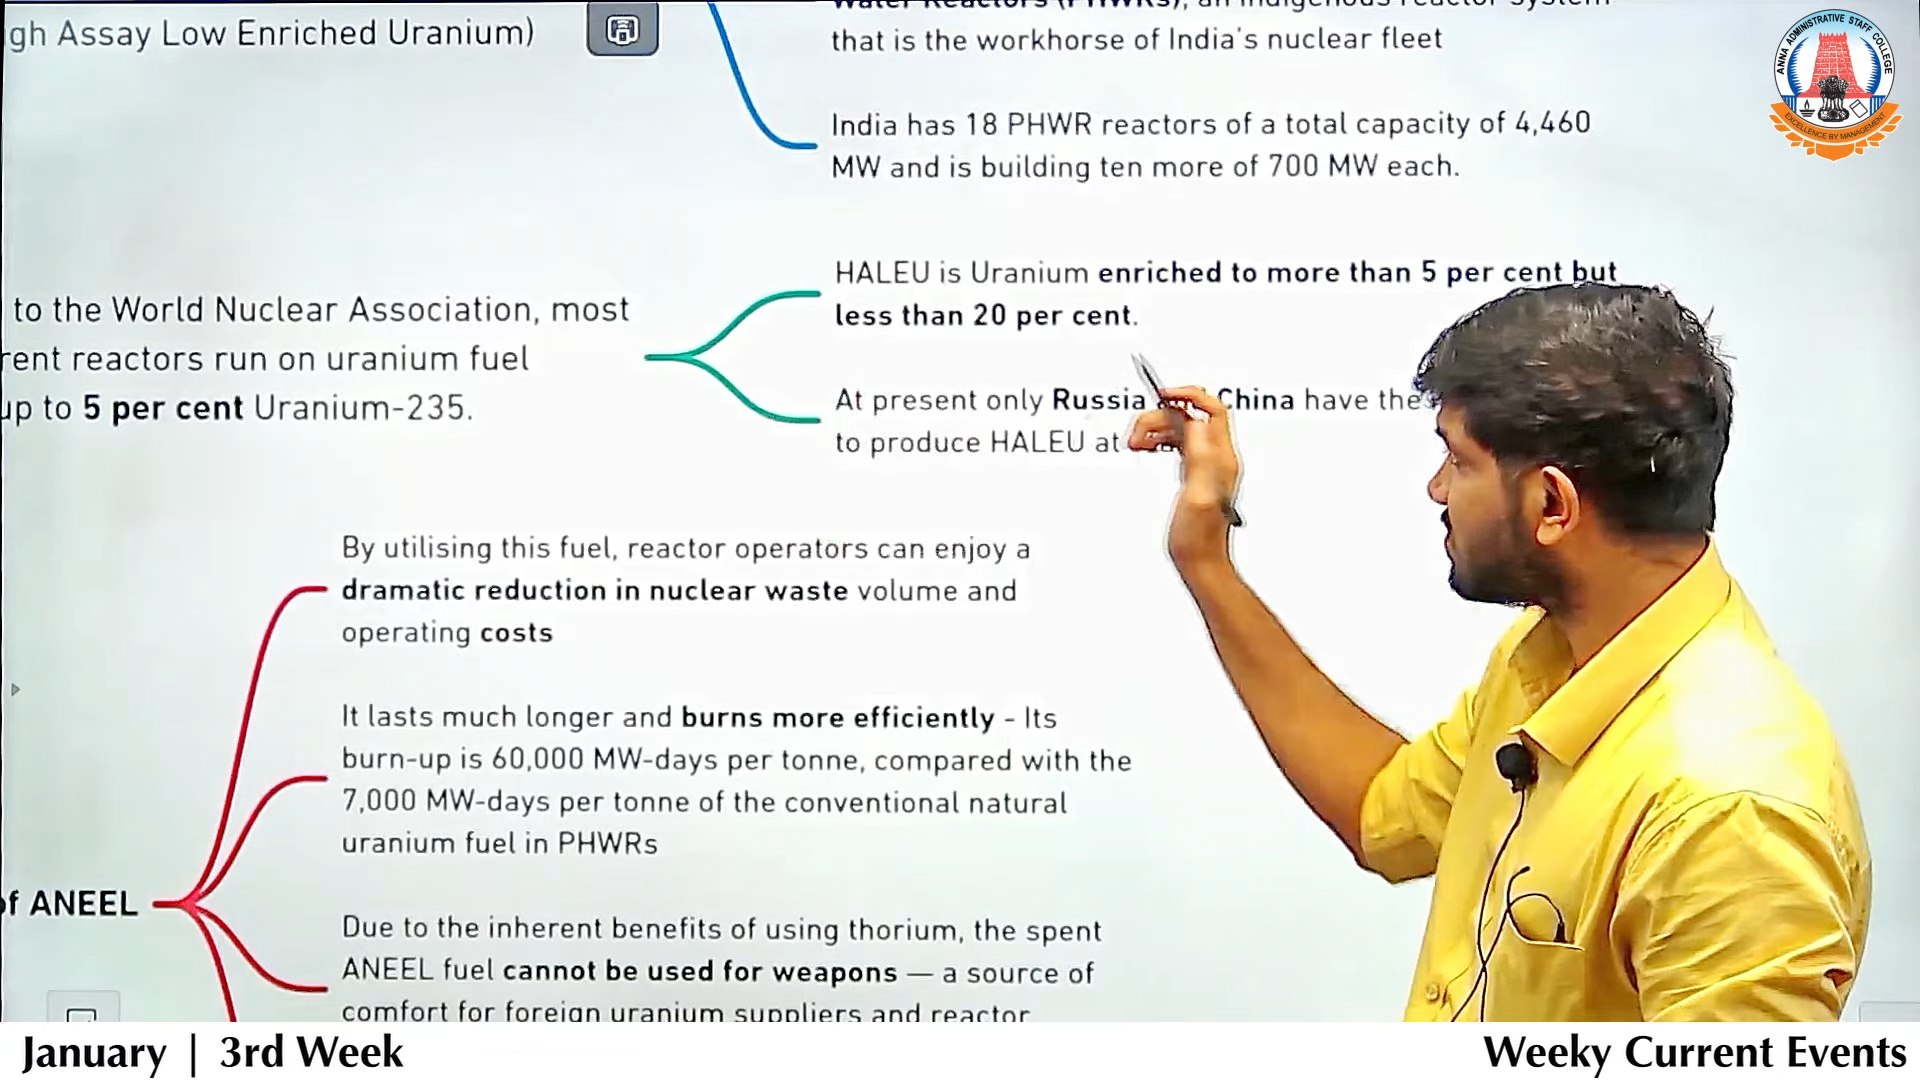 gh Assay Low Enriched Uranium)
that is the workhorse of India's nuclear fleet
India has 18 PHWR reactors of a total capacity of 4,460
MW and is building ten more of 700 MW each.
HALEU is Uranium enriched to more than 5 per cent but
less than 20 per cent.
to the World Nuclear Association, most
rent reactors run on uranium fuel
up to 5 per cent Uranium-235.
At present only Russia China have the
to produce HALEU at
By utilising this fuel, reactor operators can enjoy a
dramatic reduction in nuclear waste volume and
operating costs
It lasts much longer and burns more efficiently - Its
burn-up is 60,000 MW-days per tonne, compared with the
7,000 MW-days per tonne of the conventional natural
uranium fuel in PHWRs
of ANEEL
Due to the inherent benefits of using thorium, the spent
ANEEL fuel cannot be used for weapons — a source of
comfort for foreign uranium suppliers and reactor
January | 3rd Week
Weeky Current Events
ANNA ADMINISTRATIVE STAFF COLLEGE
EXCELLENCE BY MANAGEMENT